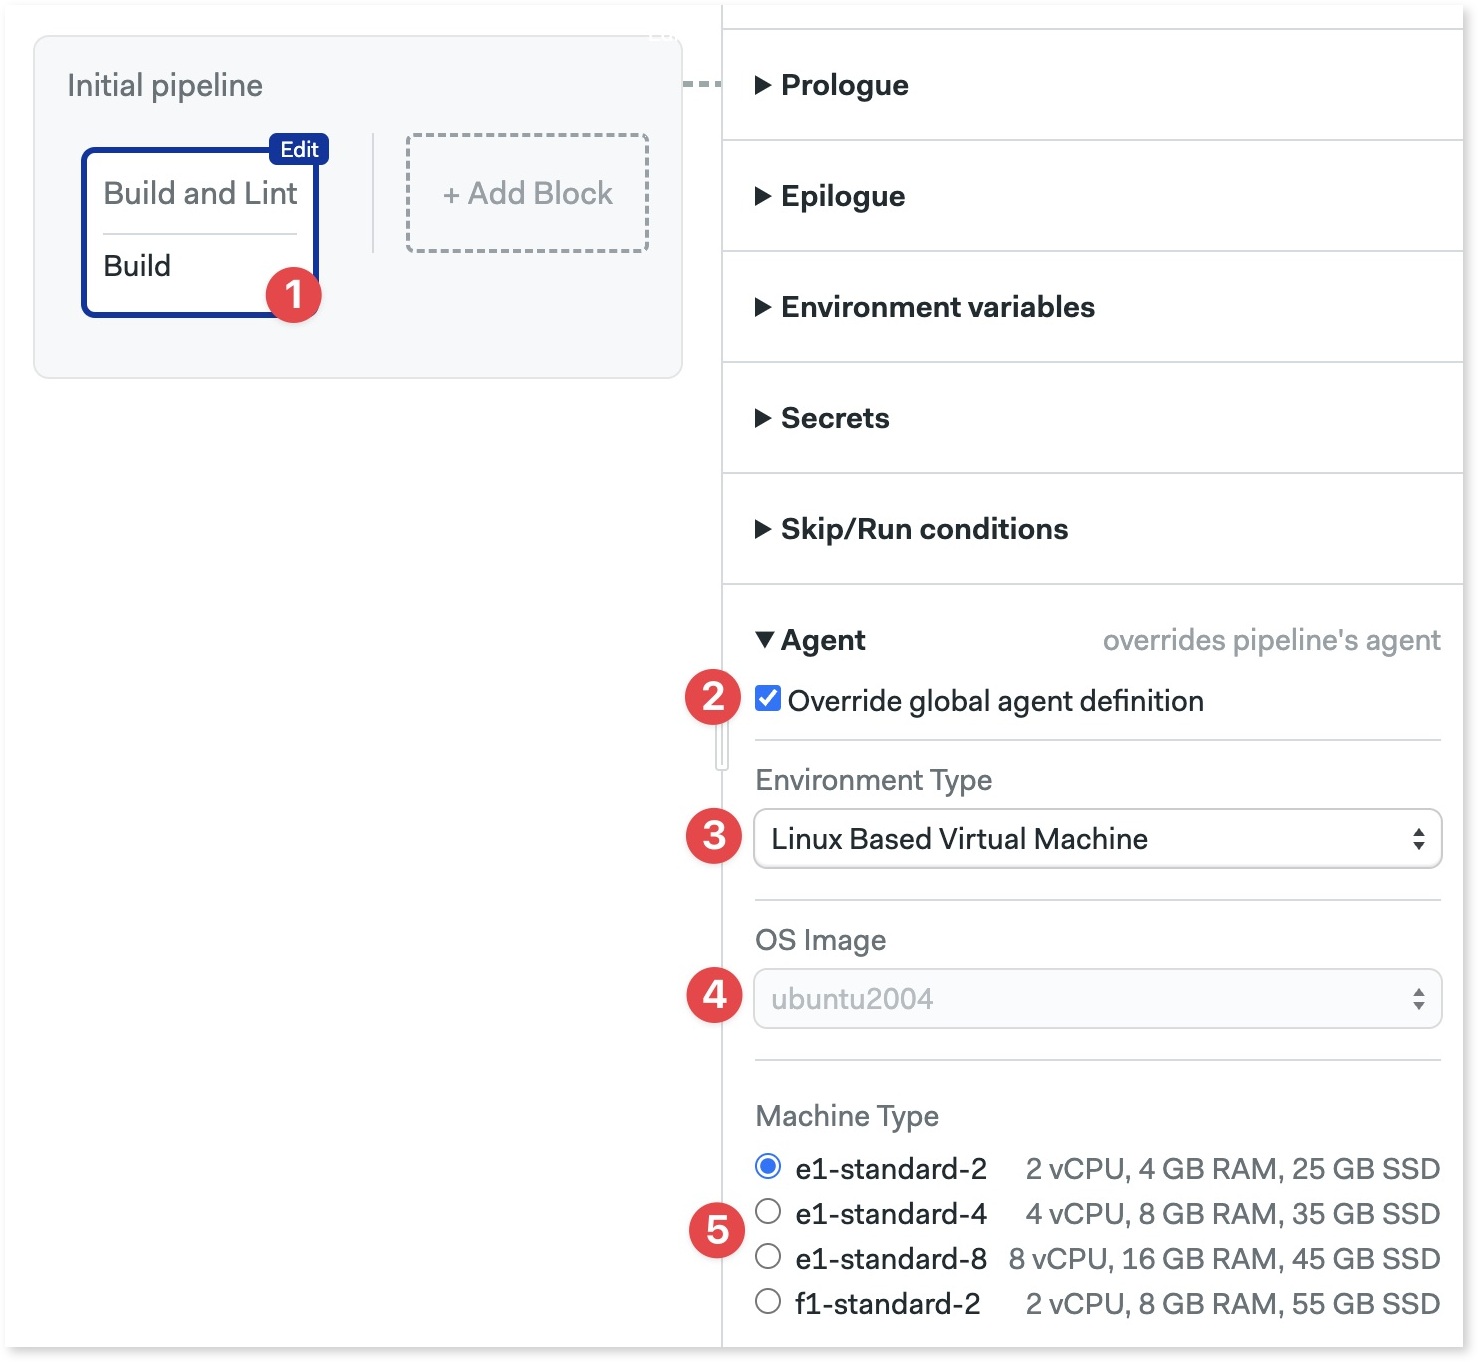 Initial pipeline
Edit
Build and Lint
Build
1
+ Add Block
Prologue
Epilogue
Environment variables
Secrets
Skip/Run conditions
Agent overrides pipeline's agent
2 Override global agent definition
Environment Type
3 Linux Based Virtual Machine
OS Image
4 ubuntu2004
Machine Type
e1-standard-2 2 vCPU, 4 GB RAM, 25 GB SSD
e1-standard-4 4 vCPU, 8 GB RAM, 35 GB SSD
5
e1-standard-8 8 vCPU, 16 GB RAM, 45 GB SSD
f1-standard-2 2 vCPU, 8 GB RAM, 55 GB SSD